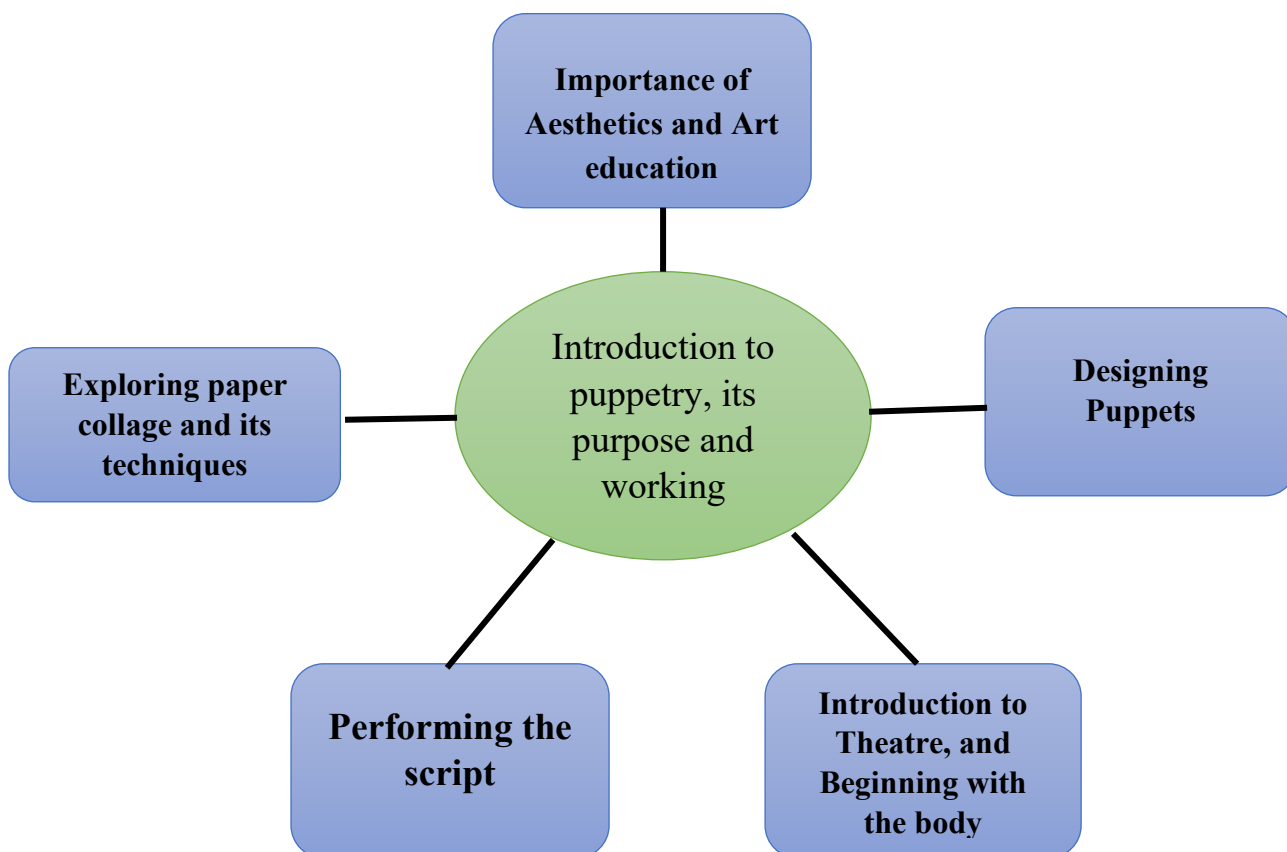 Importance of
Aesthetics and Art
education
Introduction to
puppetry, its
purpose and
working
Designing
Puppets
Exploring paper
collage and its
techniques
Performing the
script
Introduction to
Theatre, and
Beginning with
the body